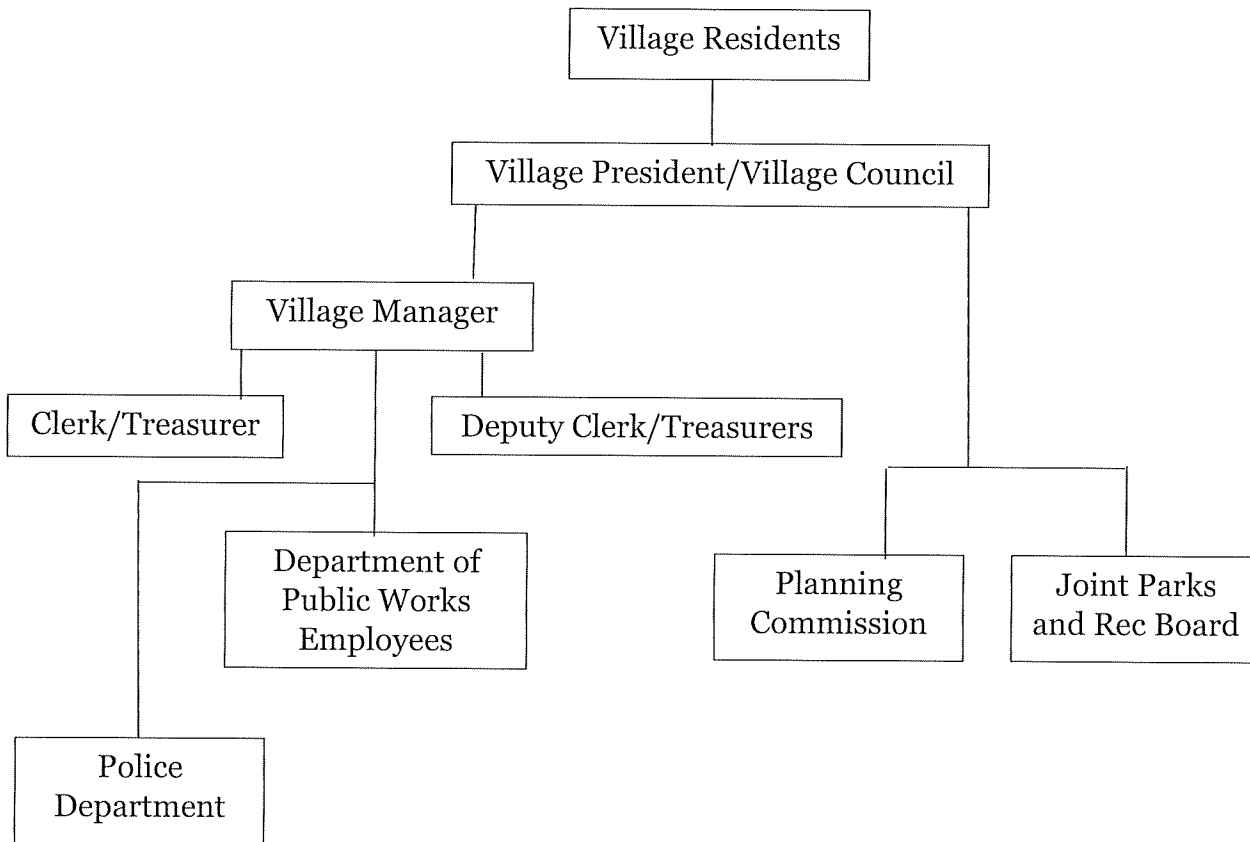 Village Residents
Village President/Village Council
Village Manager
Clerk/Treasurer
Deputy Clerk/Treasurers
Department of
Public Works
Employees
Planning
Commission
Joint Parks
and Rec Board
Police
Department